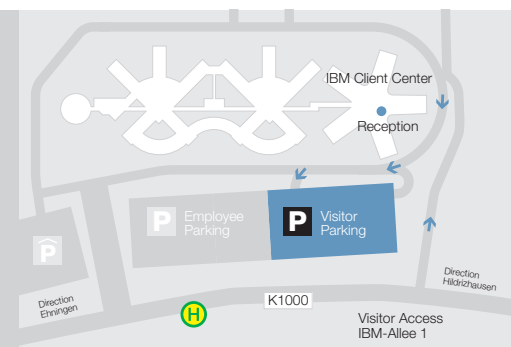 IBM Client Center
Reception
P
Employee
Parking
P
Visitor
Parking
P
Direction
Hildrizhausen
Direction
Ehningen
K1000
H
Visitor Access
IBM-Allee 1